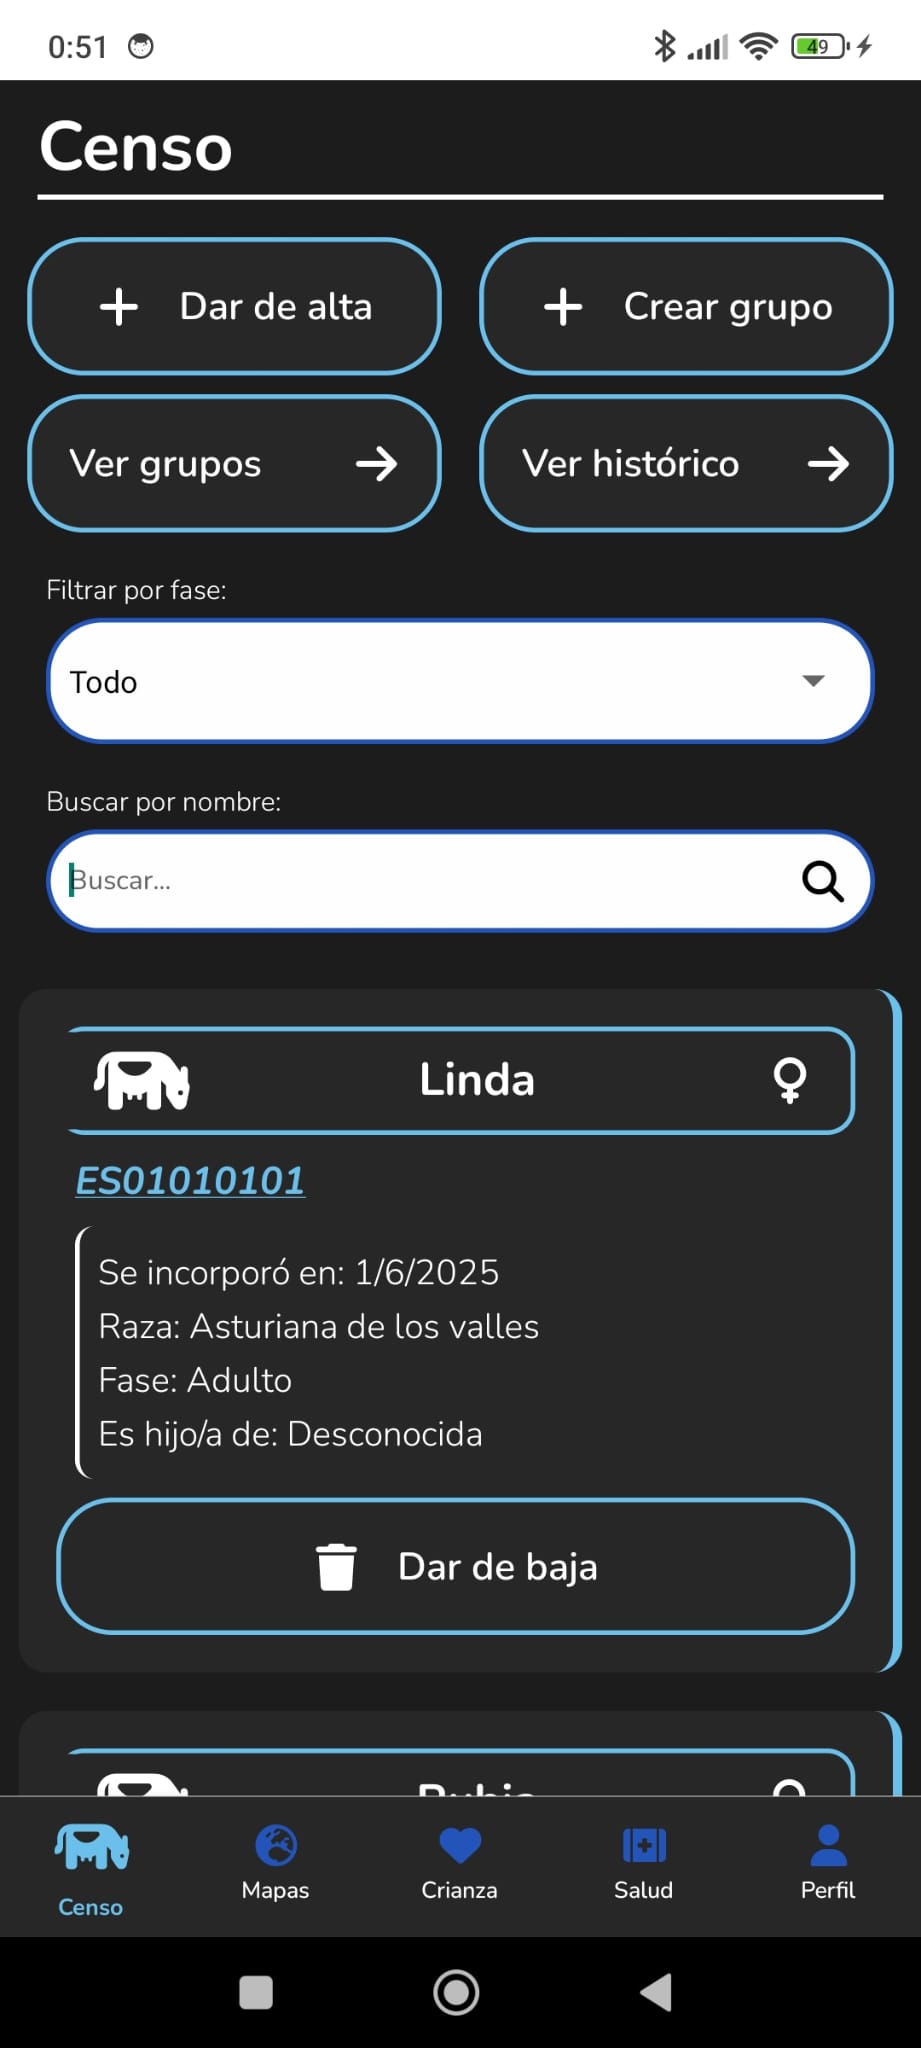 0:51
49
Censo
Dar de alta
Crear grupo
Ver grupos
Ver histórico
Filtrar por fase:
Todo
Buscar por nombre:
Buscar...
Linda
ES01010101
Se incorporó en: 1/6/2025
Raza: Asturiana de los valles
Fase: Adulto
Es hijo/a de: Desconocida
Dar de baja
Censo
Mapas
Crianza
Salud
Perfil